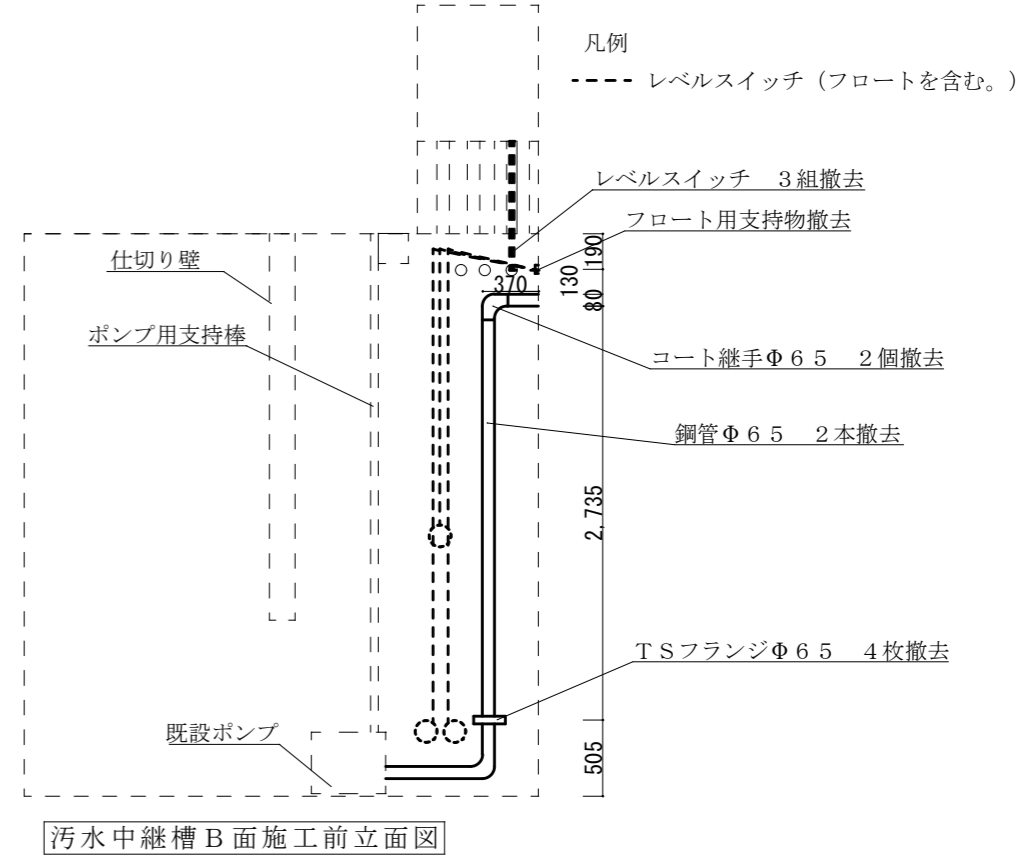 凡例
レベルスイッチ（フロートを含む。）
レベルスイッチ　３組撤去
フロート用支持物撤去
仕切り壁
ポンプ用支持棒
190
130
370
80
コート継手Φ６５　２個撤去
鋼管Φ６５　２本撤去
2,735
ＴＳフランジΦ６５　４枚撤去
既設ポンプ
505
汚水中継槽Ｂ面施工前立面図